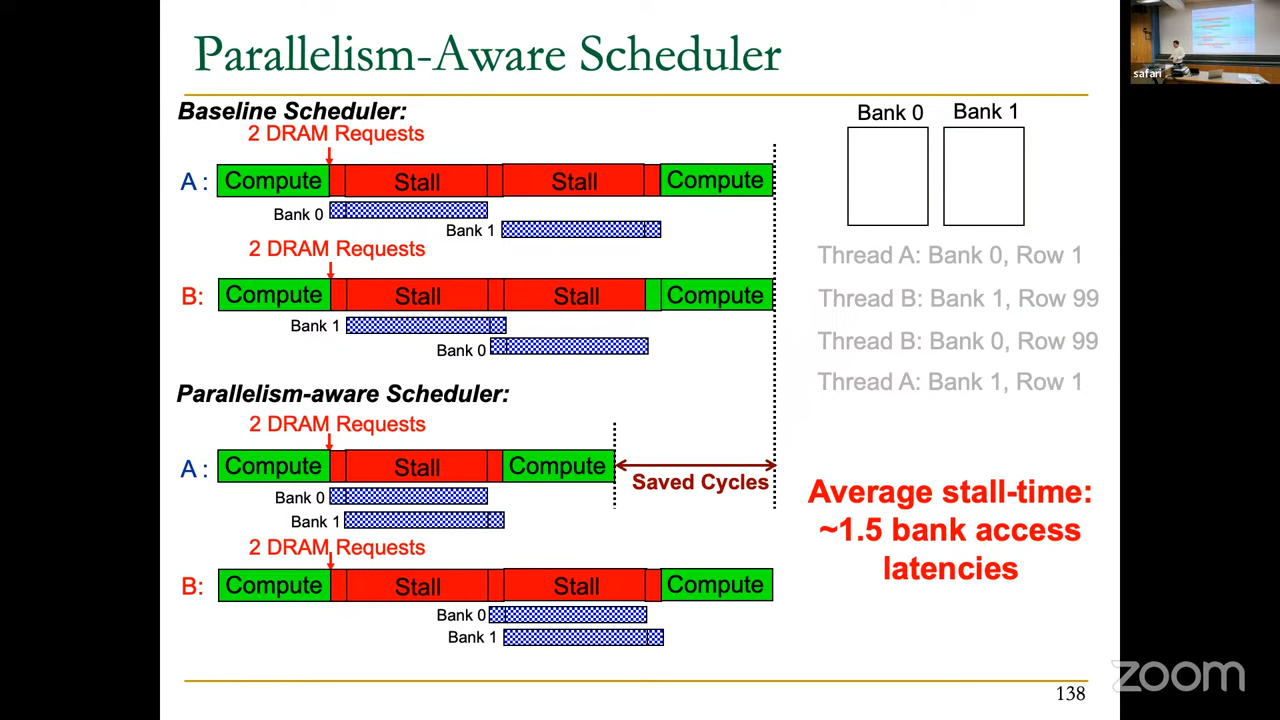 Parallelism-Aware Scheduler
safari
Baseline Scheduler:
2 DRAM Requests
A :
Compute
Stall
Stall
Compute
Bank 0
Bank 1
2 DRAM Requests
B:
Compute
Stall
Stall
Compute
Bank 1
Bank 0
Parallelism-aware Scheduler:
2 DRAM Requests
A :
Compute
Stall
Compute
Saved Cycles
Bank 0
Bank 1
2 DRAM Requests
B:
Compute
Stall
Stall
Compute
Bank 0
Bank 1
Bank 0
Bank 1
Thread A: Bank 0, Row 1
Thread B: Bank 1, Row 99
Thread B: Bank 0, Row 99
Thread A: Bank 1, Row 1
Average stall-time:
~1.5 bank access
latencies
zoom
138